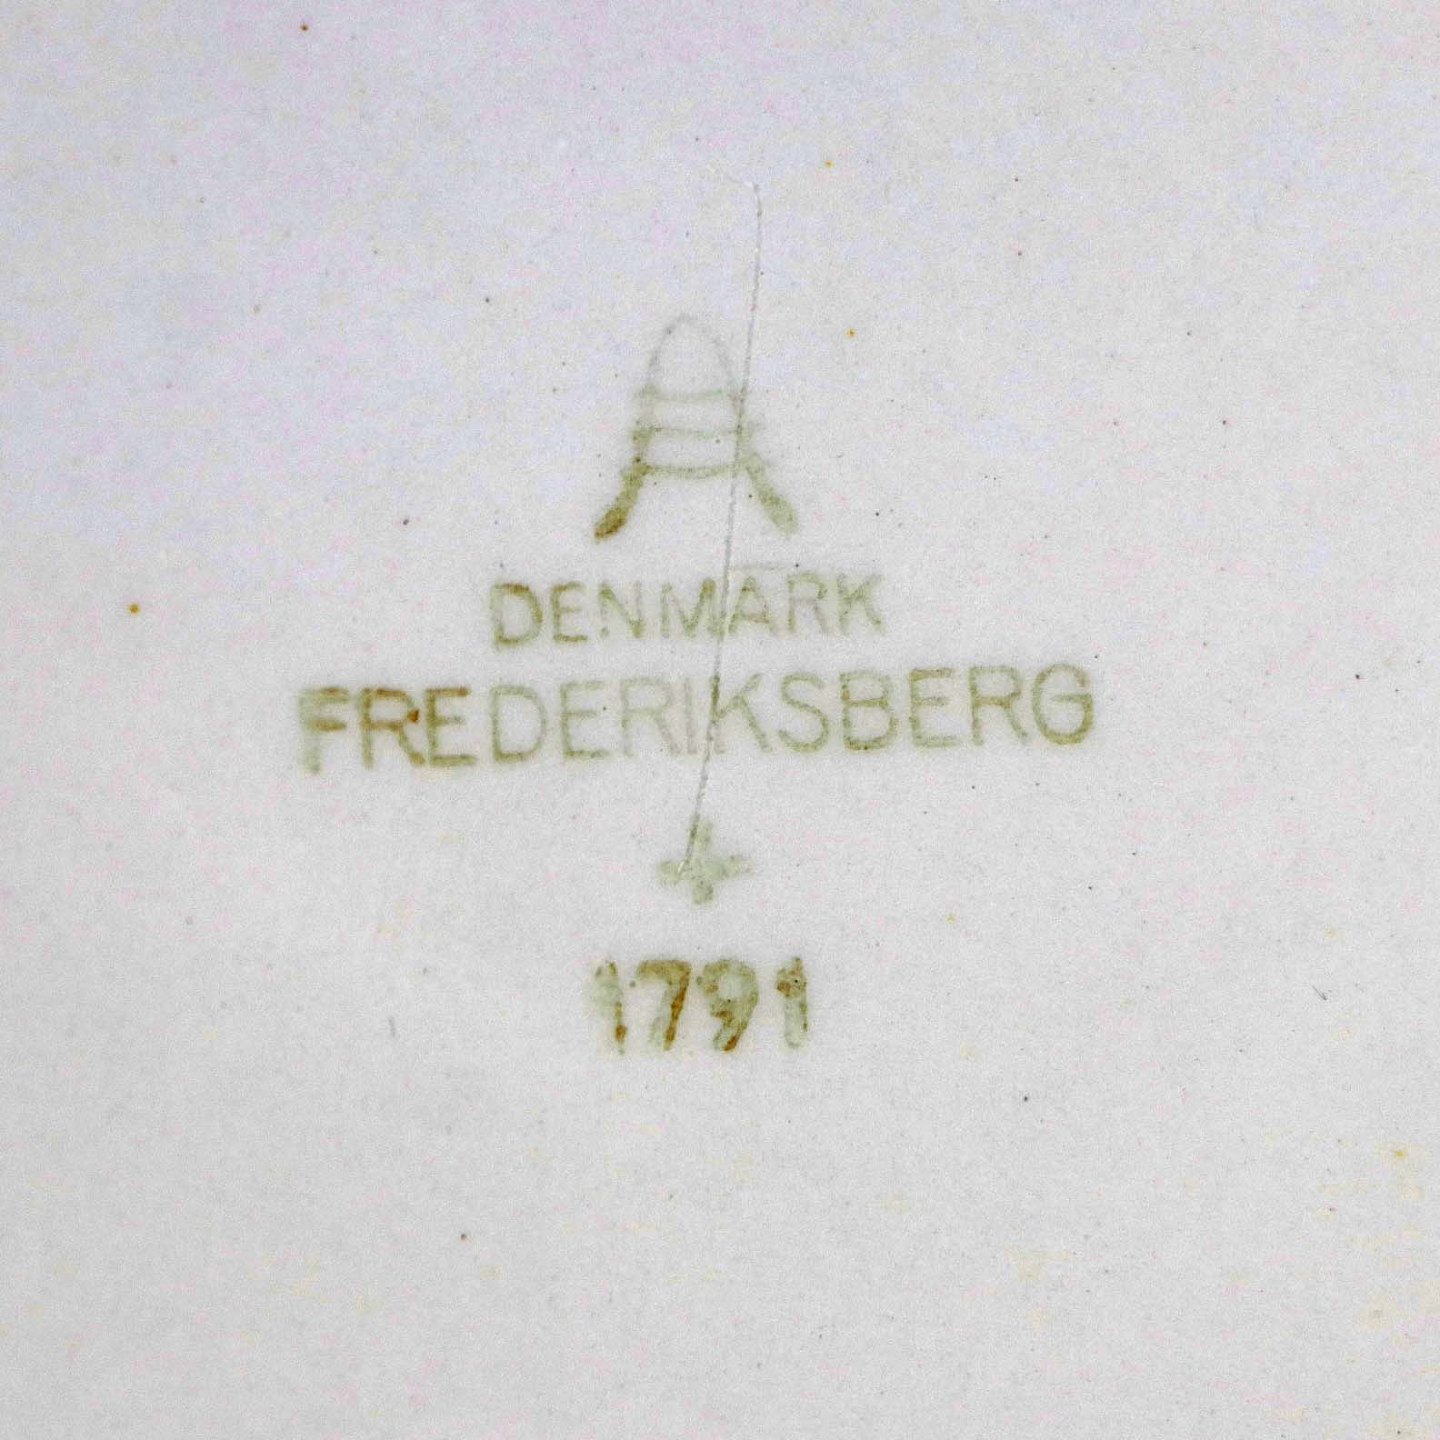 DENMARK
FREDERIKSBERG
+
1791